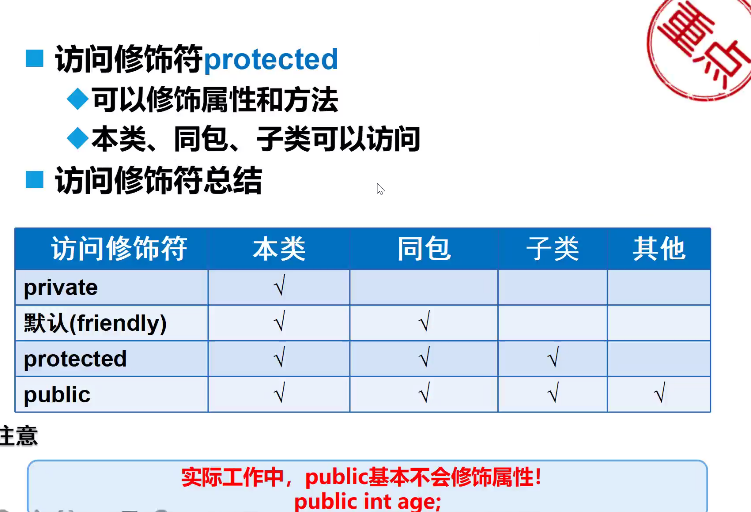 重点
访问修饰符protected
可以修饰属性和方法
本类、同包、子类可以访问
访问修饰符总结
访问修饰符 本类 同包 子类 其他
private √
默认(friendly) √ √
protected √ √ √
public √ √ √ √
注意
实际工作中，public基本不会修饰属性！
public int age;